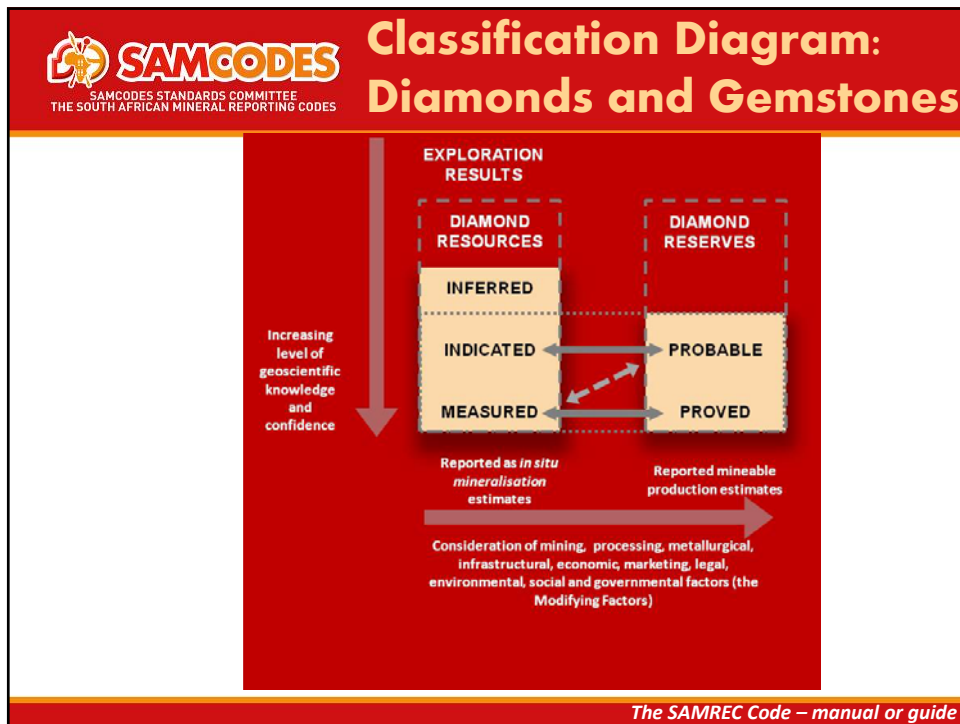 SAMCODES
SAMCODES STANDARDS COMMITTEE
THE SOUTH AFRICAN MINERAL REPORTING CODES
Classification Diagram:
Diamonds and Gemstones
EXPLORATION
RESULTS
DIAMOND
RESOURCES
DIAMOND
RESERVES
INFERRED
Increasing
level of
geoscientific
knowledge
and
confidence
INDICATED
PROBABLE
MEASURED
PROVED
Reported as in situ
mineralisation
estimates
Reported mineable
production estimates
Consideration of mining, processing, metallurgical,
infrastructural, economic, marketing, legal,
environmental, social and governmental factors (the
Modifying Factors)
The SAMREC Code – manual or guide